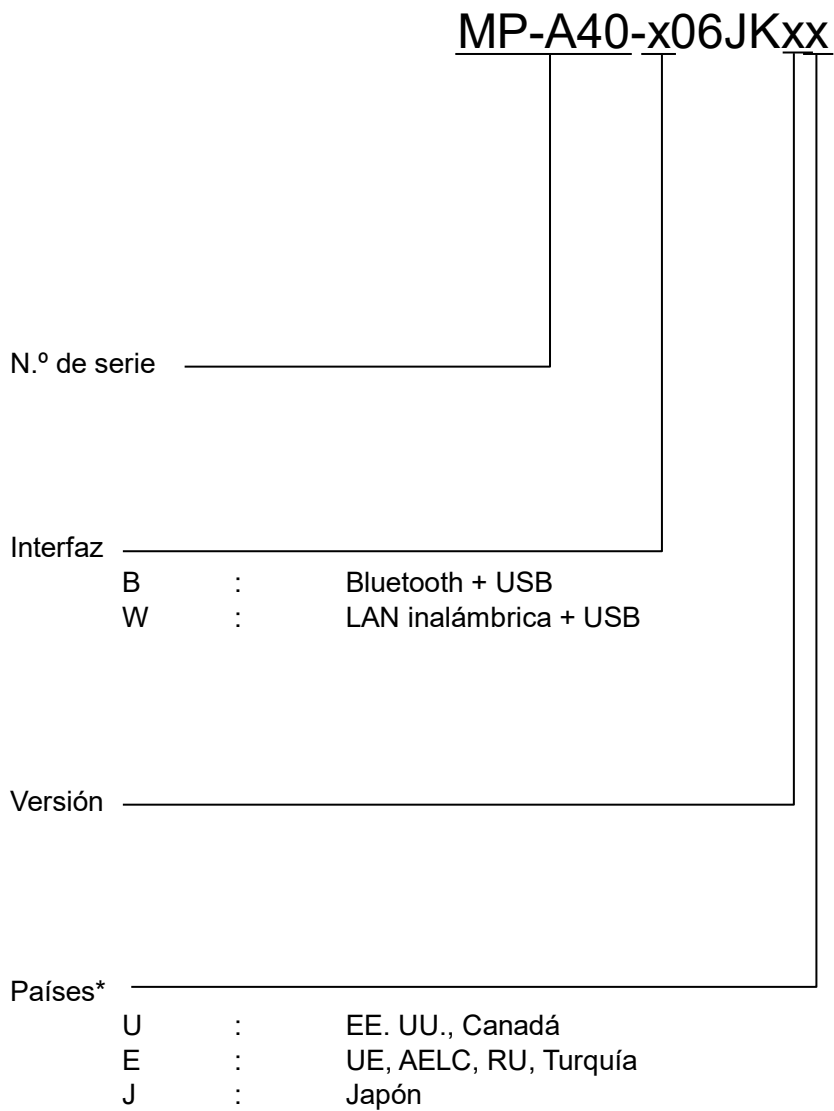 MP-A40-x06JKxx
N.º de serie
Interfaz
B : Bluetooth + USB
W : LAN inalámbrica + USB
Versión
Países*
U : EE. UU., Canadá
E : UE, AELC, RU, Turquía
J : Japón